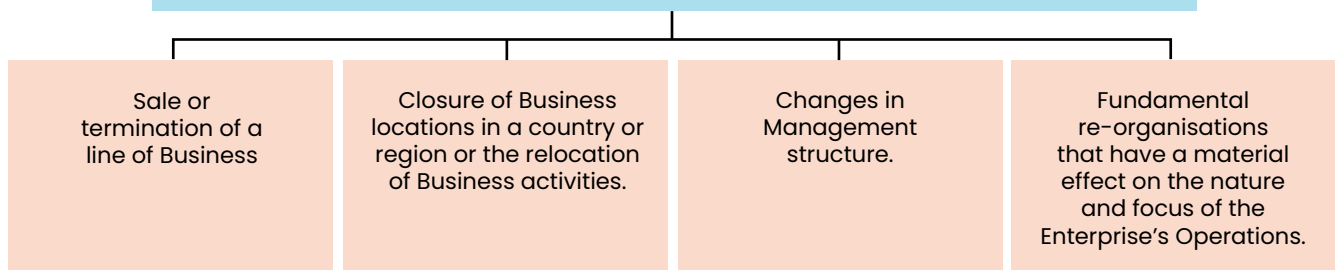 Sale or
termination of a
line of Business
Closure of Business
locations in a country or
region or the relocation
of Business activities.
Changes in
Management
structure.
Fundamental
re-organisations
that have a material
effect on the nature
and focus of the
Enterprise's Operations.